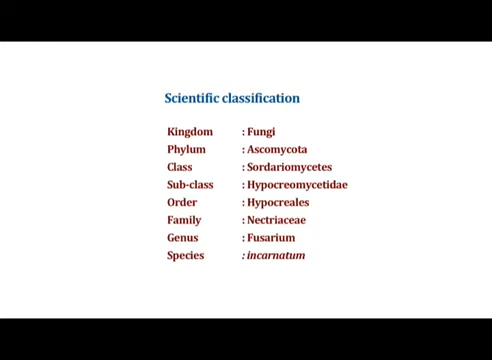 Scientific classification
Kingdom : Fungi
Phylum : Ascomycota
Class : Sordariomycetes
Sub-class : Hypocreomycetidae
Order : Hypocreales
Family : Nectriaceae
Genus : Fusarium
Species : incarnatum